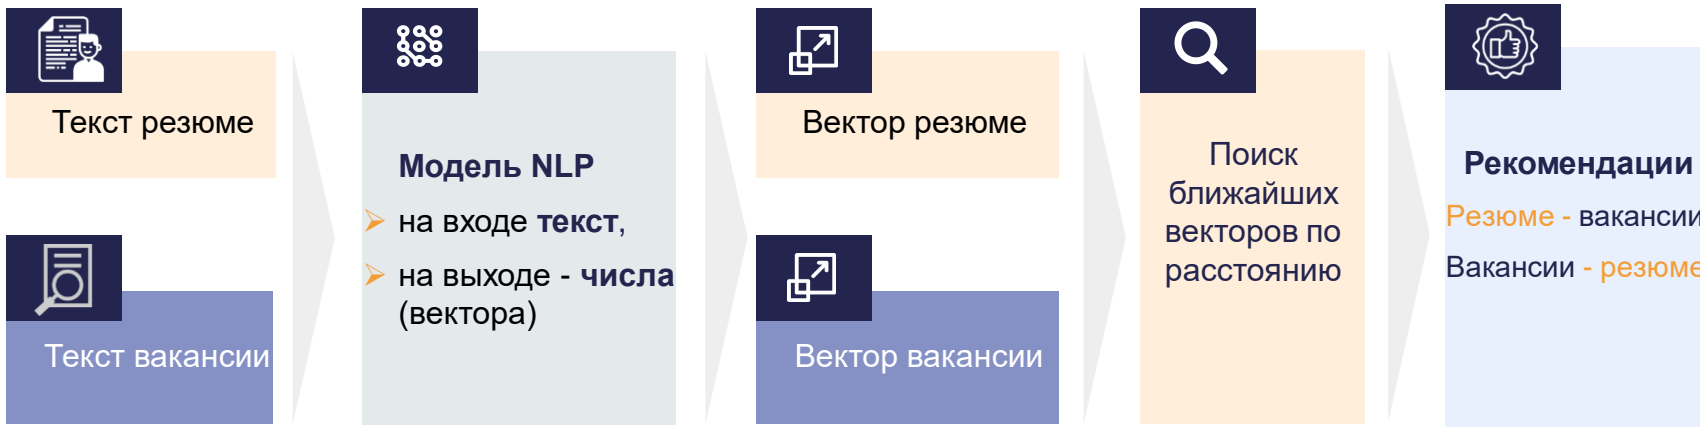 Текст резюме
Текст вакансии
Модель NLP
на входе текст,
на выходе - числа
(вектора)
Вектор резюме
Вектор вакансии
Поиск
ближайших
векторов по
расстоянию
Рекомендации
Резюме - вакансии
Вакансии - резюме